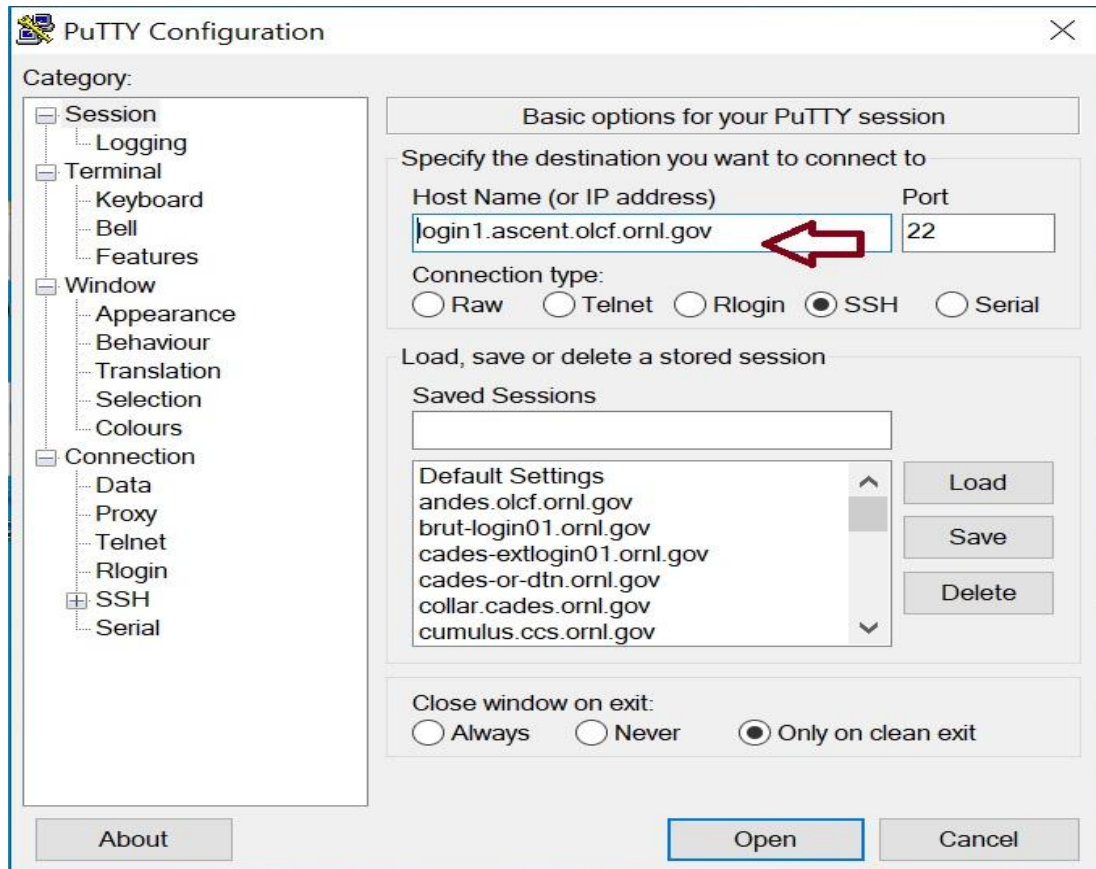 PuTTY Configuration
Category:
Session
Logging
Terminal
Keyboard
Bell
Features
Window
Appearance
Behaviour
Translation
Selection
Colours
Connection
Data
Proxy
Telnet
Rlogin
SSH
Serial
Basic options for your PuTTY session
Specify the destination you want to connect to
Host Name (or IP address) Port
login1.ascent.olcf.ornl.gov 22
Connection type:
Raw Telnet Rlogin SSH Serial
Load, save or delete a stored session
Saved Sessions
Default Settings
andes.olcf.ornl.gov
brut-login01.ornl.gov
cades-extlogin01.ornl.gov
cades-or-dtn.ornl.gov
collar.cades.ornl.gov
cumulus.ccs.ornl.gov
Load
Save
Delete
Close window on exit:
Always Never Only on clean exit
About Open Cancel